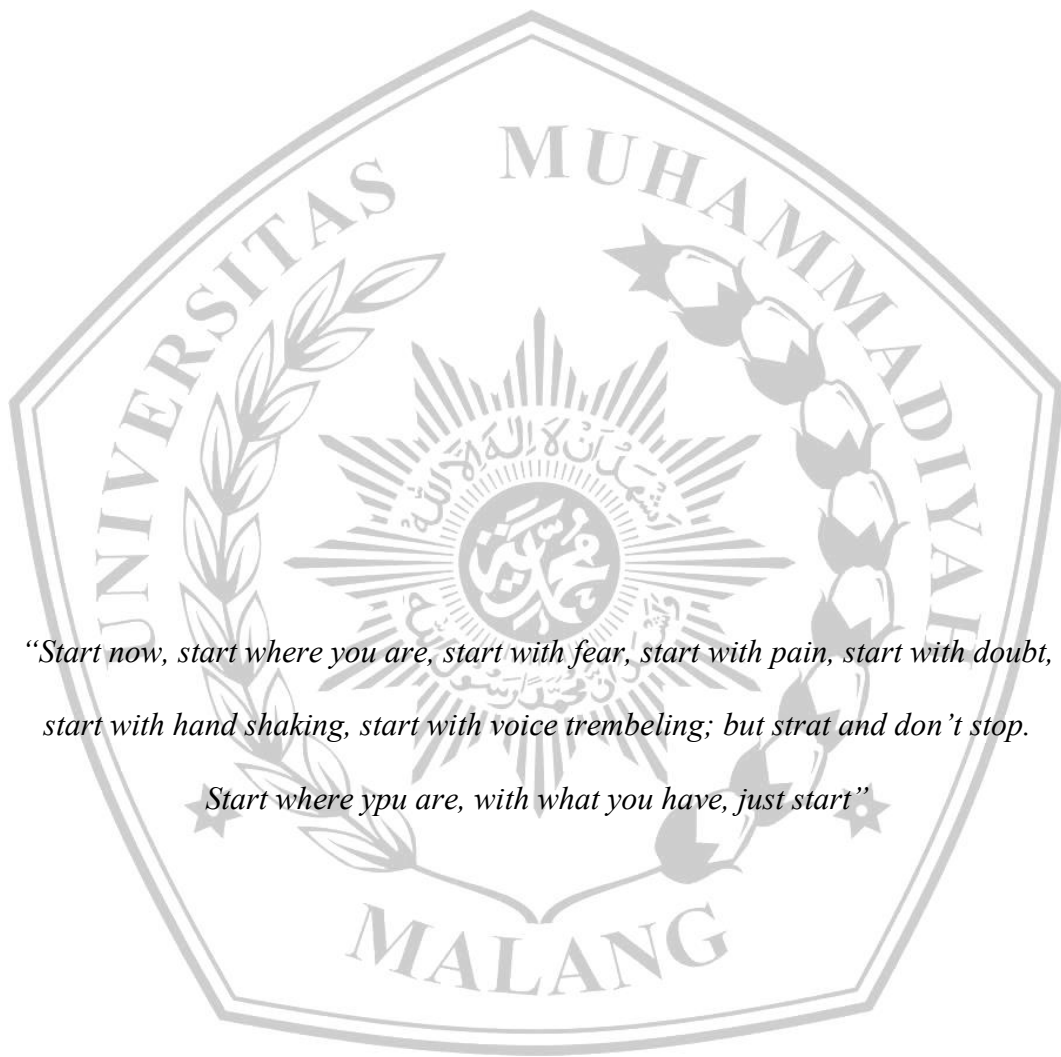 UNIVERSITAS MUHAMMADIYAH
“Start now, start where you are, start with fear, start with pain, start with doubt,
start with hand shaking, start with voice trembeling; but strat and don’t stop.
Start where ypu are, with what you have, just start”
MALANG